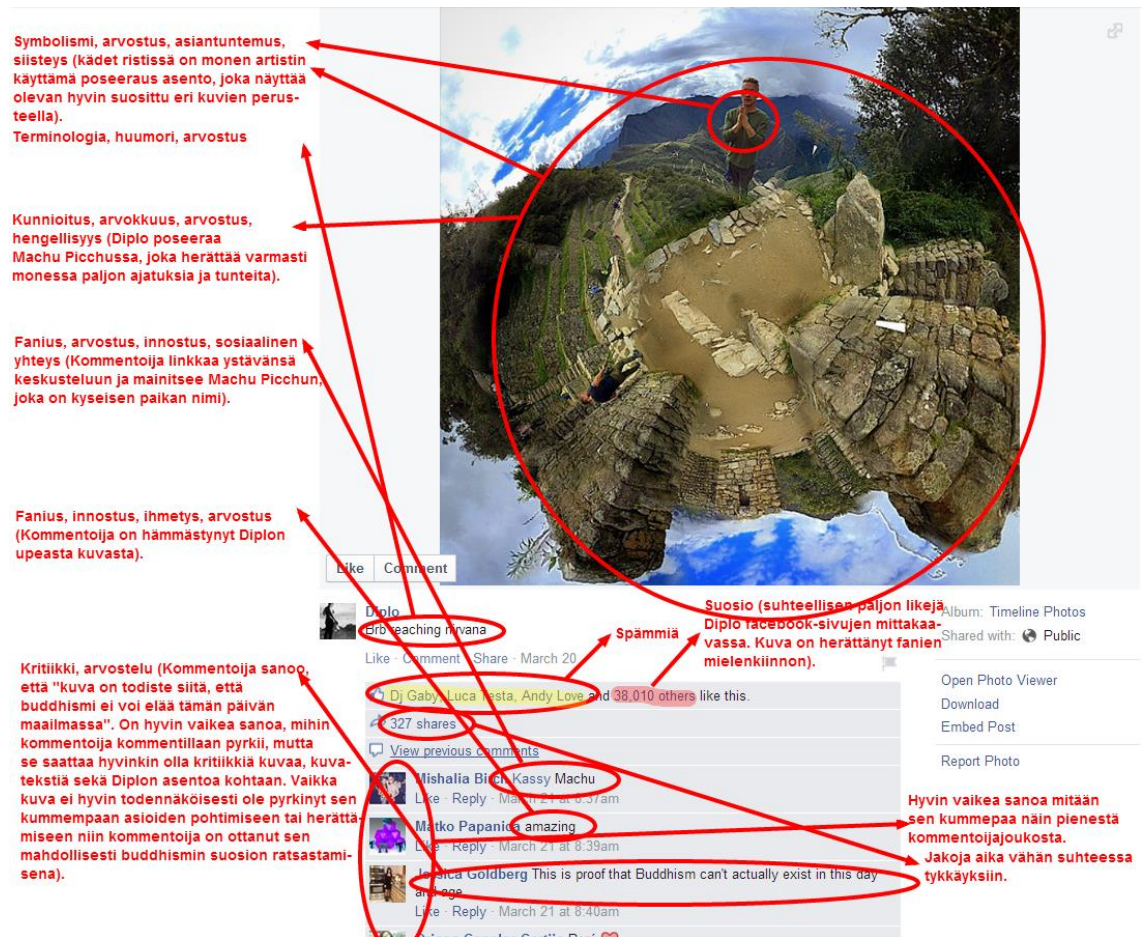 Symbolismi, arvostus, asiantuntemus,
siisteys (kädet ristissä on monen artistin
käyttämä poseeraus asento, joka näyttää
olevan hyvin suosittu eri kuvien perus-
teella).
Terminologia, huumori, arvostus
Kunnioitus, arvokkuus, arvostus,
hengellisyys (Diplo poseeraa
Machu Picchussa, joka herättää varmasti
monessa paljon ajatuksia ja tunteita).
Fanius, arvostus, innostus, sosiaalinen
yhteys (Kommentoija linkkaa ystävänsä
keskusteluun ja mainitsee Machu Picchun,
joka on kyseisen paikan nimi).
Fanius, innostus, ihmetys, arvostus
(Kommentoija on hämmästynyt Diplon
upeasta kuvasta).
Kritiikki, arvostelu (Kommentoija sanoo,
että "kuva on todiste siitä, että
buddhismi ei voi elää tämän päivän
maailmassa". On hyvin vaikea sanoa, mihin
kommentoija kommentillaan pyrkii, mutta
se saattaa hyvinkin olla kritiikkiä kuvaa, kuva-
tekstiä sekä Diplon asentoa kohtaan. Vaikka
kuva ei hyvin todennäköisesti ole pyrkinyt sen
kummempaan asioiden pohtimiseen tai herättä-
miseen niin kommentoija on ottanut sen
mahdollisesti buddhismin suosion ratsastami-
sena).
Like Comment
Diplo
Brb reaching nirvana
Like · Comment · Share · March 20
Spämmiä
Suosio (suhteellisen paljon likejä
Diplo facebook-sivujen mittakaa-
vassa. Kuva on herättänyt fanien
mielenkiinnon).
Dj Gaby, Luca Testa, Andy Love and 38,010 others like this.
327 shares
View previous comments
Mishalia Birch Kassy Machu
Like · Reply · March 21 at 8:37am
Matko Papanica amazing
Like · Reply · March 21 at 8:39am
Jessica Goldberg This is proof that Buddhism can't actually exist in this day
and age
Like · Reply · March 21 at 8:40am
Perú
Album: Timeline Photos
Shared with: Public
Open Photo Viewer
Download
Embed Post
Report Photo
Hyvin vaikea sanoa mitään
sen kummepaa näin pienestä
kommentoijajoukosta.
Jakoja aika vähän suhteessa
tykkäyksiin.